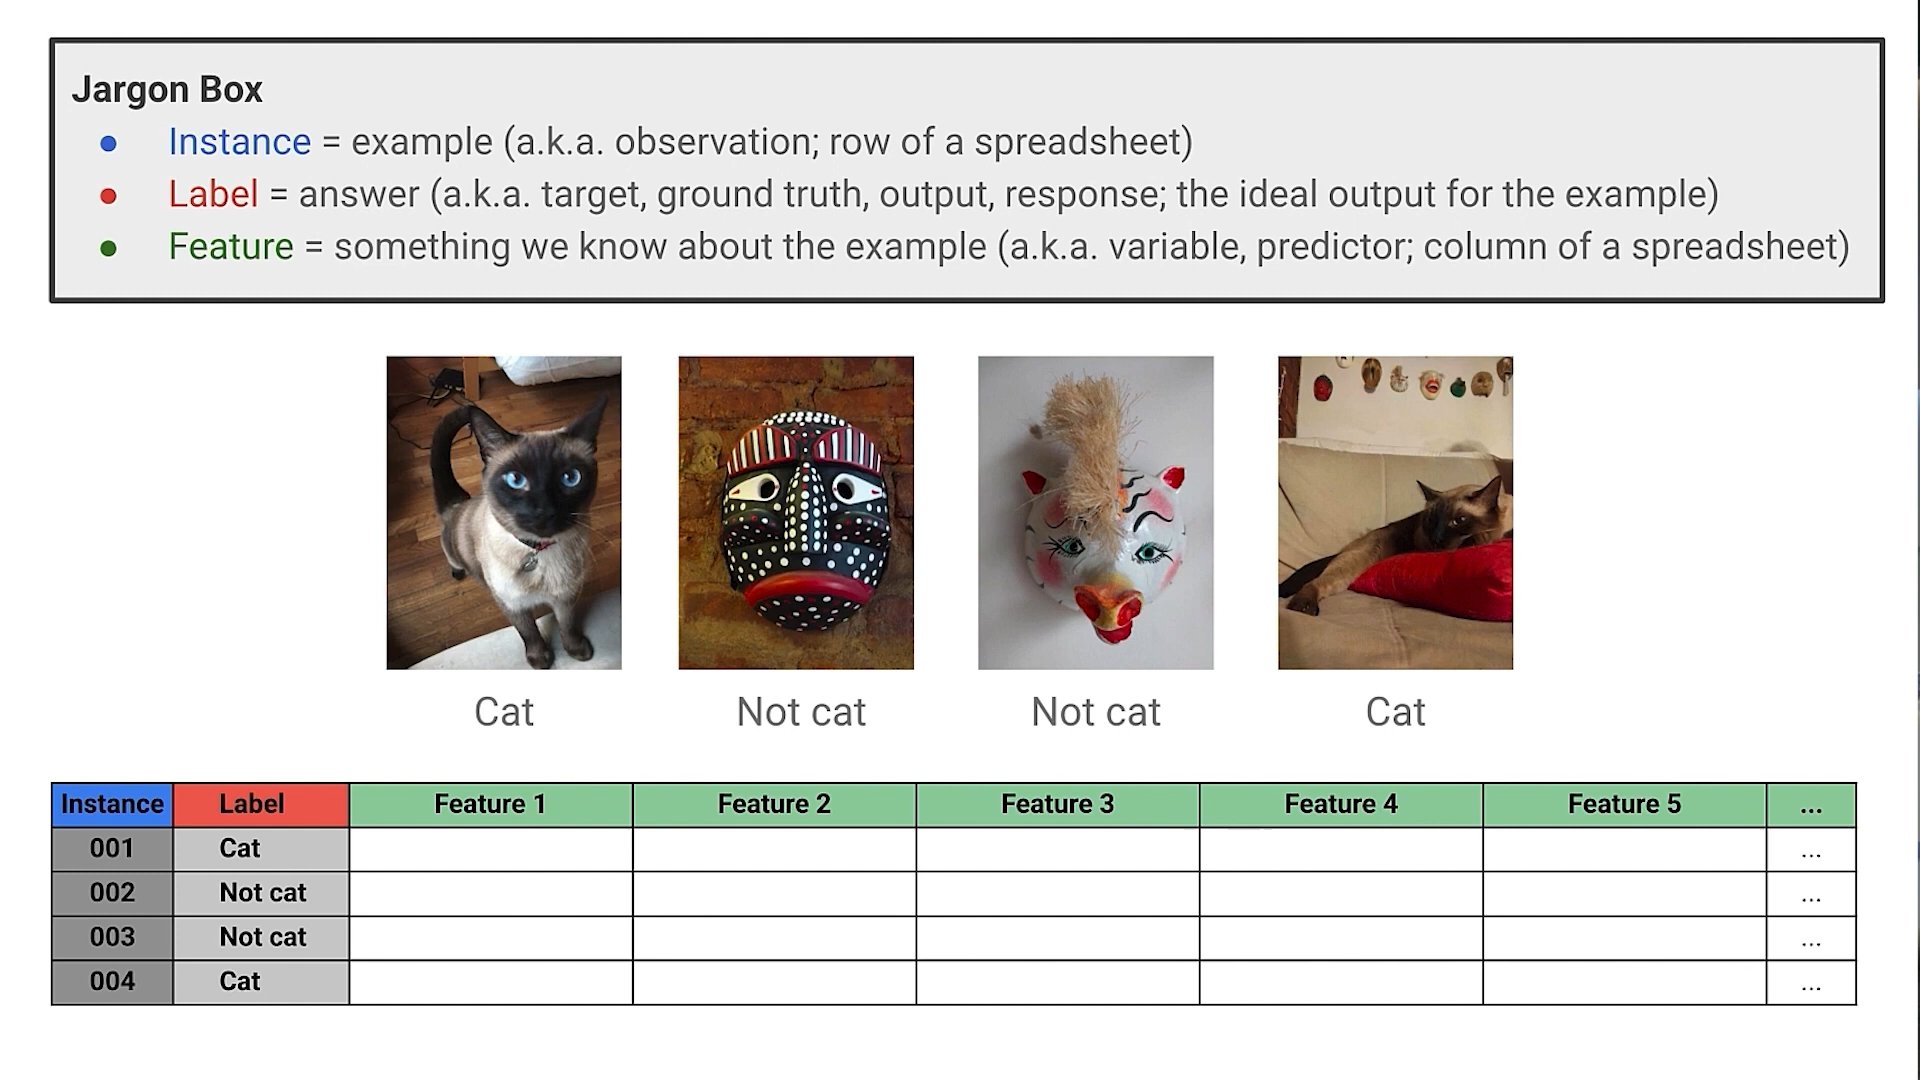 Jargon Box
● Instance = example (a.k.a. observation; row of a spreadsheet)
● Label = answer (a.k.a. target, ground truth, output, response; the ideal output for the example)
● Feature = something we know about the example (a.k.a. variable, predictor; column of a spreadsheet)
Cat Not cat Not cat Cat
Instance Label Feature 1 Feature 2 Feature 3 Feature 4 Feature 5 ...
001 Cat ...
002 Not cat ...
003 Not cat ...
004 Cat ...